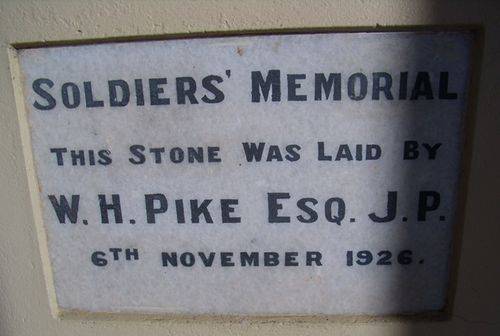 SOLDIERS' MEMORIAL
THIS STONE WAS LAID BY
W. H. PIKE ESQ. J. P.
6TH NOVEMBER 1926.